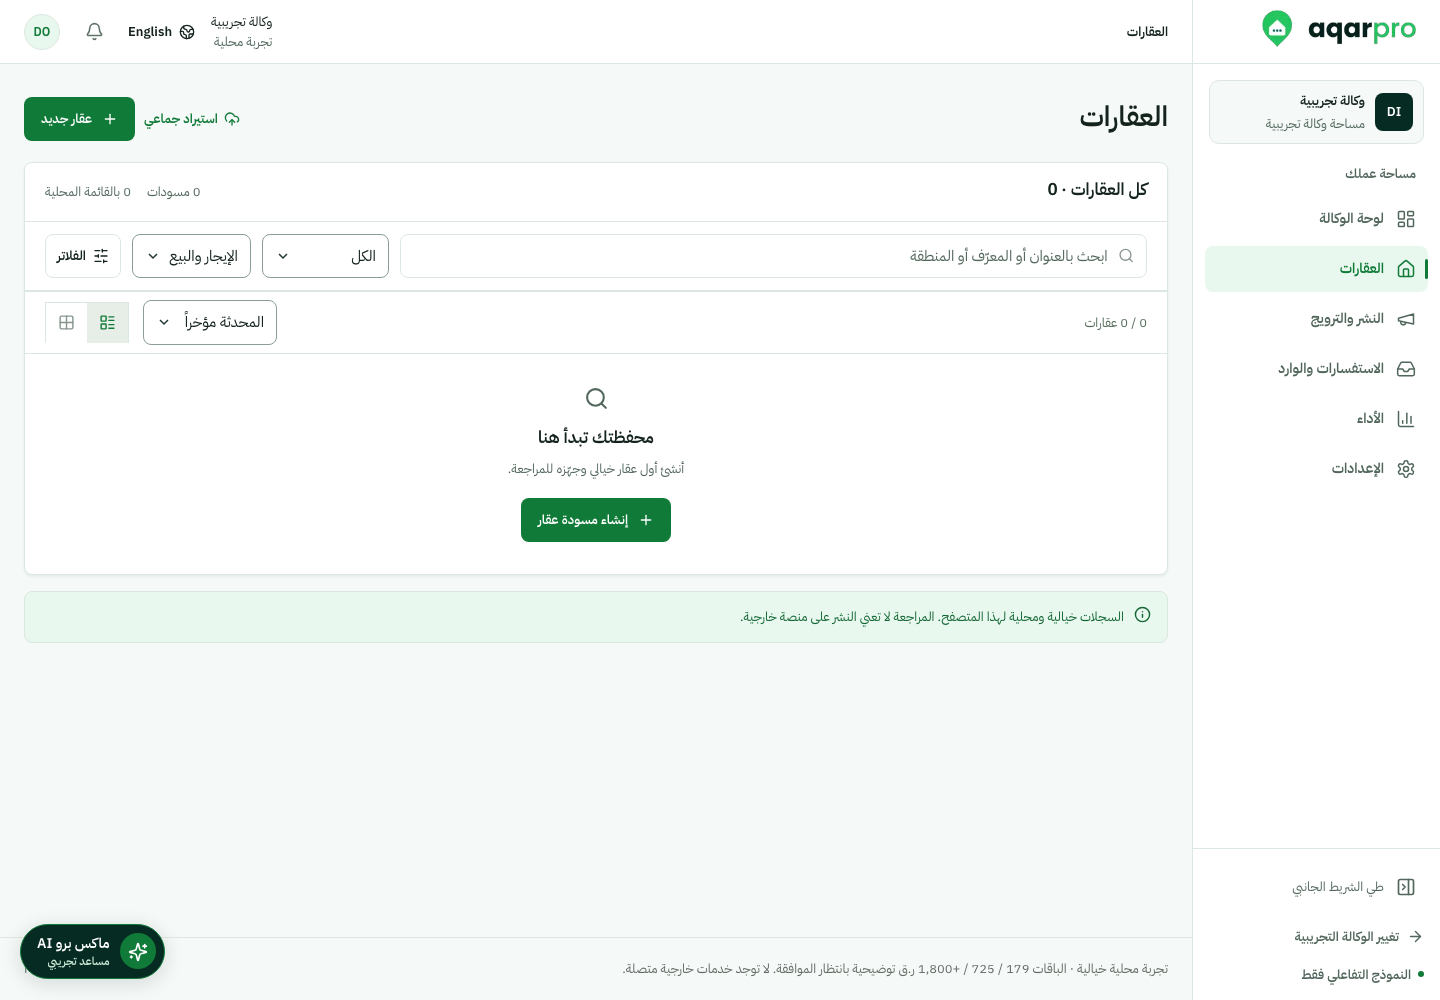 aqarpro
العقارات
وكالة تجريبية
تجربة محلية
English
DO
DI
وكالة تجريبية
مساحة وكالة تجريبية
مساحة عملك
لوحة الوكالة
العقارات
النشر والترويج
الاستفسارات والوارد
الأداء
الإعدادات
طي الشريط الجانبي
تغيير الوكالة التجريبية
النموذج التفاعلي فقط
العقارات
استيراد جماعي
عقار جديد
كل العقارات · 0
0 مسودات
0 بالقائمة المحلية
ابحث بالعنوان أو المعرّف أو المنطقة
الكل
الإيجار والبيع
الفلاتر
0 / 0 عقارات
المحدثة مؤخراً
محفظتك تبدأ هنا
أنشئ أول عقار خيالي وجهّزه للمراجعة.
إنشاء مسودة عقار
السجلات خيالية ومحلية لهذا المتصفح. المراجعة لا تعني النشر على منصة خارجية.
تجربة محلية خيالية · الباقات 179 / 725 / +1,800 ر.ق توضيحية بانتظار الموافقة. لا توجد خدمات خارجية متصلة.
ماكس برو AI
مساعد تجريبي